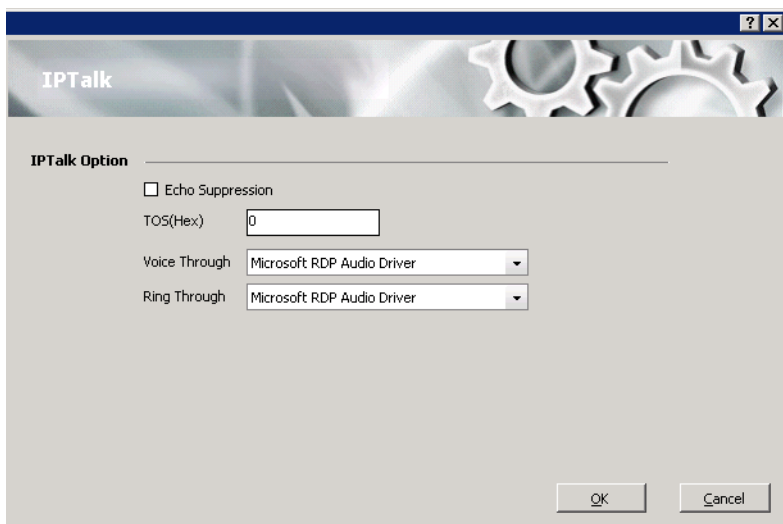 ? X
IPTalk
IPTalk Option
Echo Suppression
TOS(Hex) 0
Voice Through Microsoft RDP Audio Driver
Ring Through Microsoft RDP Audio Driver
OK Cancel